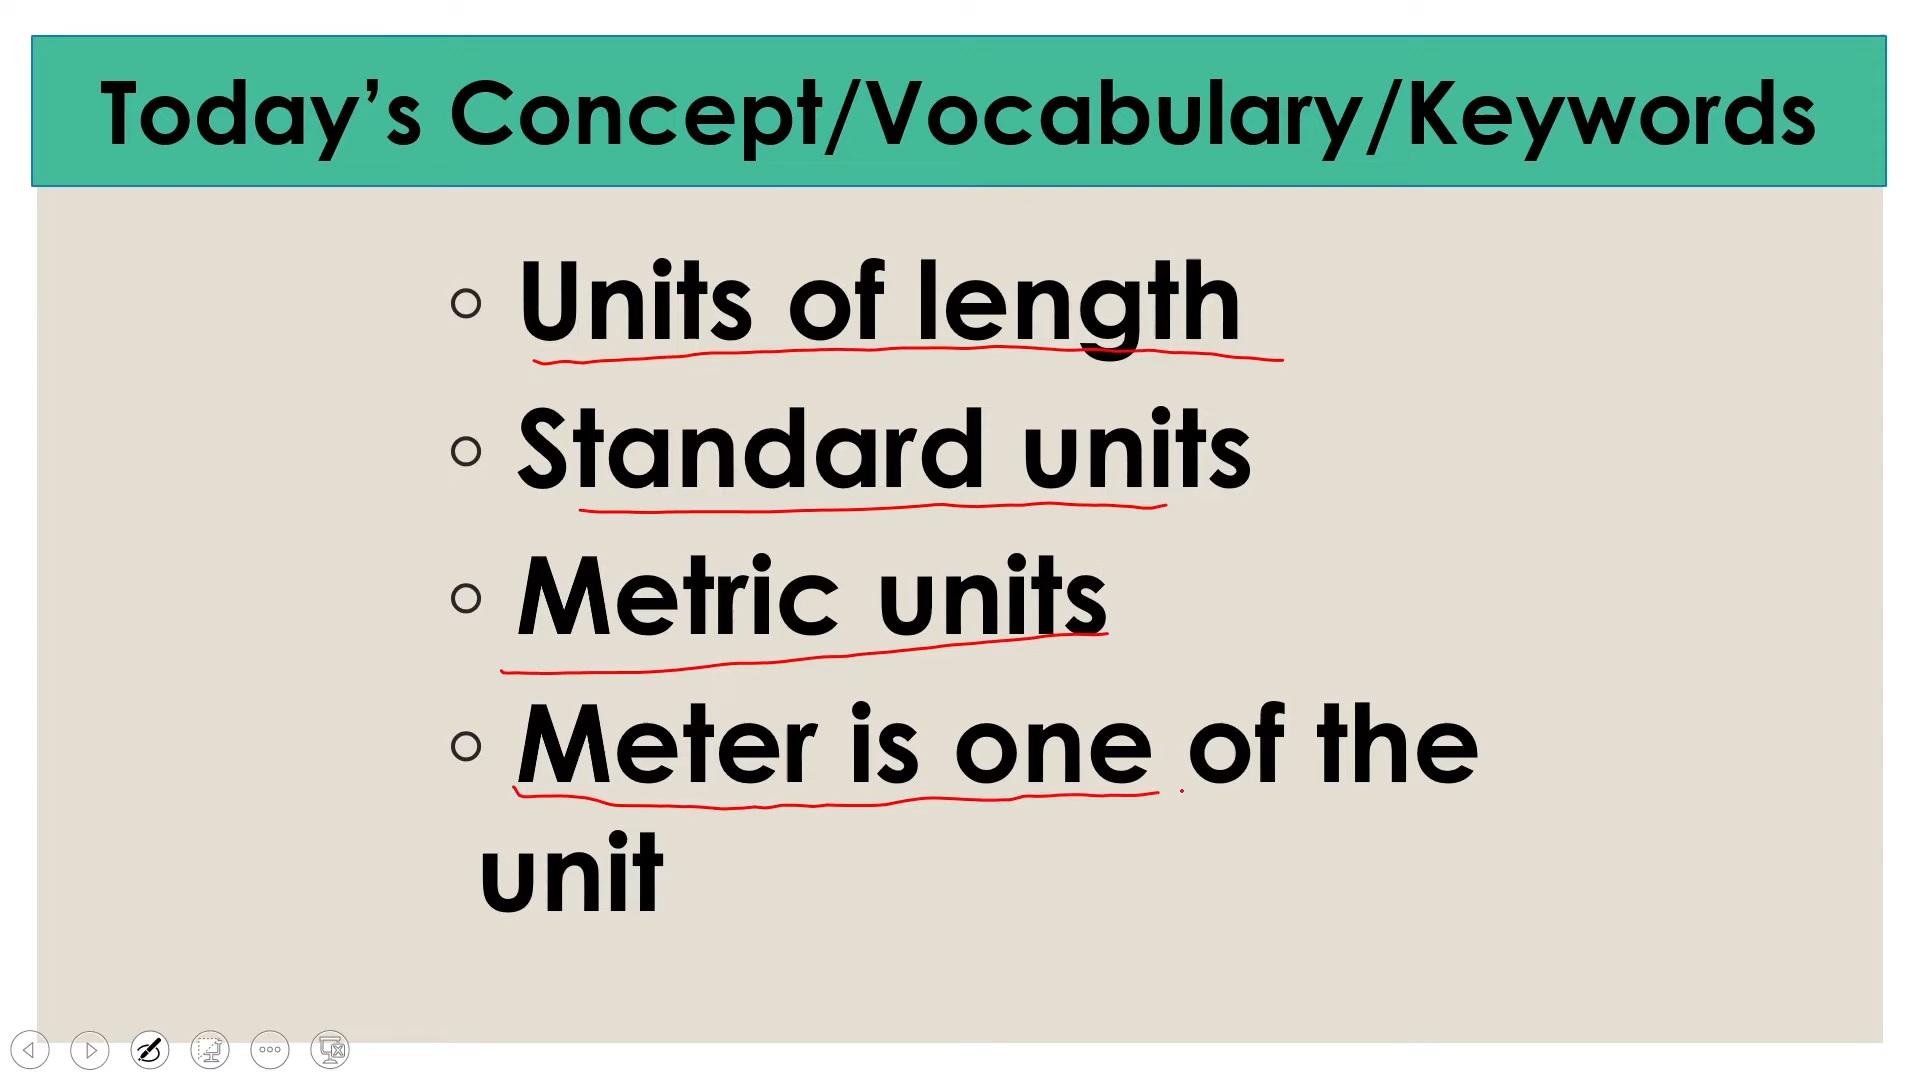 Today’s Concept/Vocabulary/Keywords
Units of length
Standard units
Metric units
Meter is one of the
unit